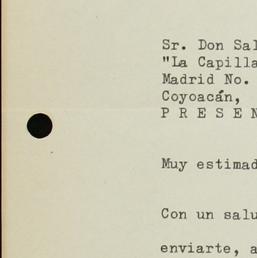 Sr. Don Sal
"La Capilla
Madrid No.
Coyoacán,
P R E S E N
Muy estimad
Con un salu
enviarte, a